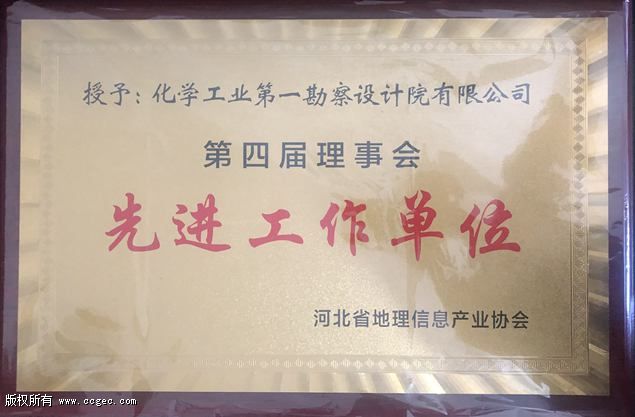 授予：化学工业第一勘察设计院有限公司
第四届理事会
先进工作单位
河北省地理信息产业协会
版权所有 www.ccgec.com